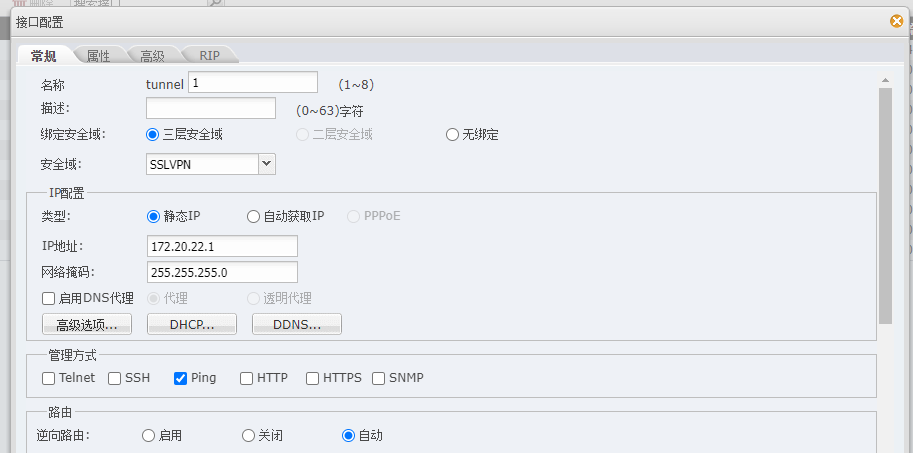 接口配置
常规 属性 高级 RIP
名称 tunnel 1 (1~8)
描述: (0~63)字符
绑定安全域: 三层安全域 二层安全域 无绑定
安全域: SSLVPN
IP配置
类型: 静态IP 自动获取IP PPPoE
IP地址: 172.20.22.1
网络掩码: 255.255.255.0
启用DNS代理 代理 透明代理
高级选项... DHCP... DDNS...
管理方式
Telnet SSH Ping HTTP HTTPS SNMP
路由
逆向路由: 启用 关闭 自动